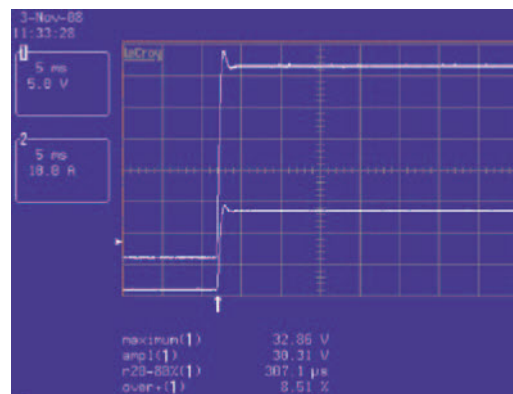 3-Nov-08
11:33:28
1
5 ms
5.0 V
LeCroy
2
5 ms
10.0 A
maximum(1) 32.86 V
ampl(1) 30.31 V
r20-80%(1) 307.1 µs
over+(1) 8.51 %